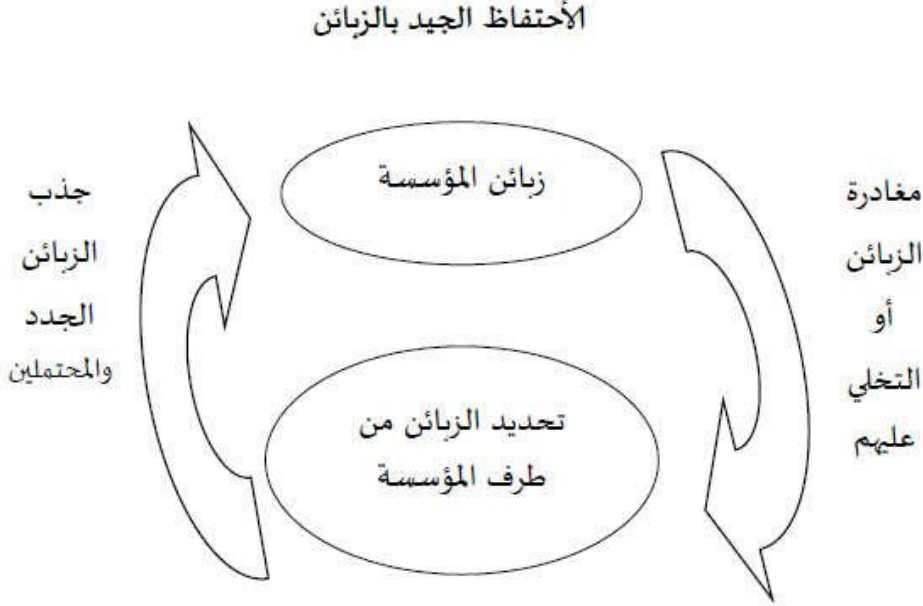 الأحتفاظ الجيد بالزبائن
زبائن المؤسسة
مغادرة
الزبائن
أو
التخلي
عليهم
جذب
الزبائن
الجدد
والمحتملين
تحديد الزبائن من
طرف المؤسسة